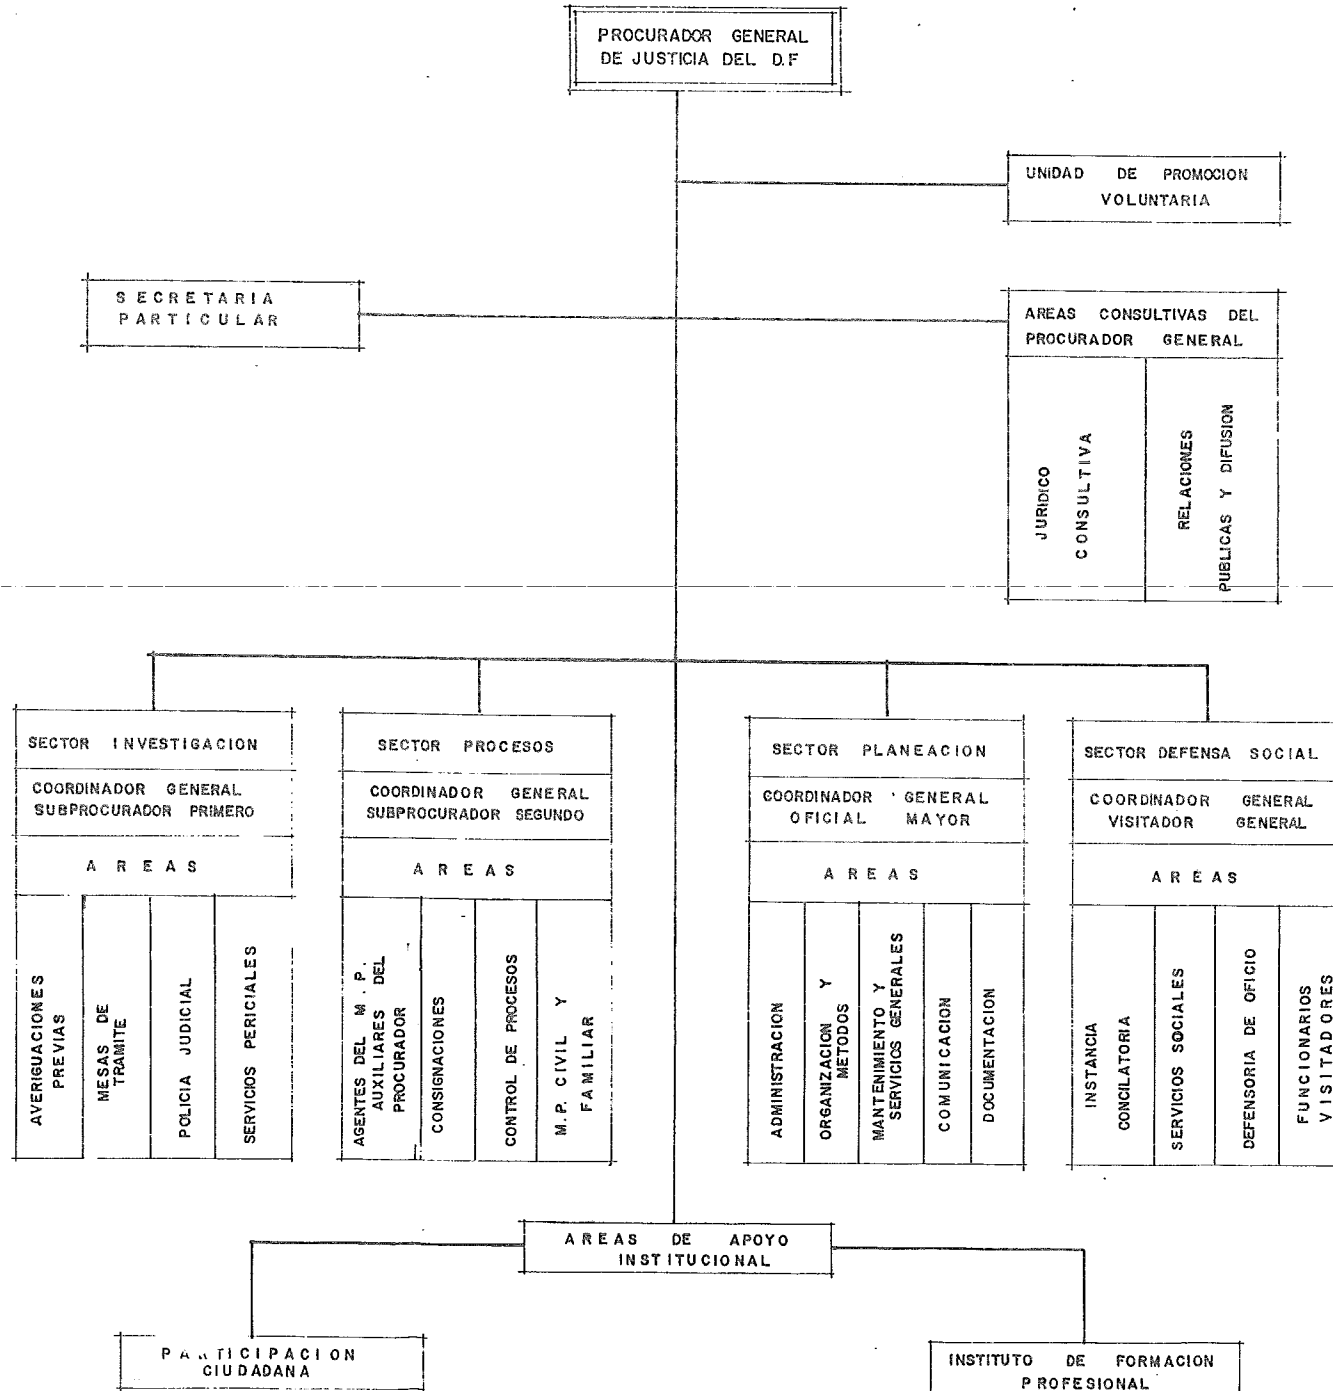 PROCURADOR GENERAL
DE JUSTICIA DEL D.F
UNIDAD DE PROMOCION
VOLUNTARIA
SECRETARIA
PARTICULAR
AREAS CONSULTIVAS DEL
PROCURADOR GENERAL
JURIDICO
CONSULTIVA
RELACIONES
PUBLICAS Y DIFUSION
SECTOR INVESTIGACION
COORDINADOR GENERAL
SUBPROCURADOR PRIMERO
AREAS
AVERIGUACIONES
PREVIAS
MESAS DE
TRAMITE
POLICIA JUDICIAL
SERVICIOS PERICIALES
SECTOR PROCESOS
COORDINADOR GENERAL
SUBPROCURADOR SEGUNDO
AREAS
AGENTES DEL M.P.
AUXILIARES DEL
PROCURADOR
CONSIGNACIONES
CONTROL DE PROCESOS
M.P. CIVIL Y
FAMILIAR
SECTOR PLANEACION
COORDINADOR GENERAL
OFICIAL MAYOR
AREAS
ADMINISTRACION
ORGANIZACION Y
METODOS
MANTENIMIENTO Y
SERVICIOS GENERALES
COMUNICACION
DOCUMENTACION
SECTOR DEFENSA SOCIAL
COORDINADOR GENERAL
VISITADOR GENERAL
AREAS
INSTANCIA
CONCILATORIA
SERVICIOS SOCIALES
DEFENSORIA DE OFICIO
FUNCIONARIOS
VISITADORES
AREAS DE APOYO
INSTITUCIONAL
PARTICIPACION
CIUDADANA
INSTITUTO DE FORMACION
PROFESIONAL